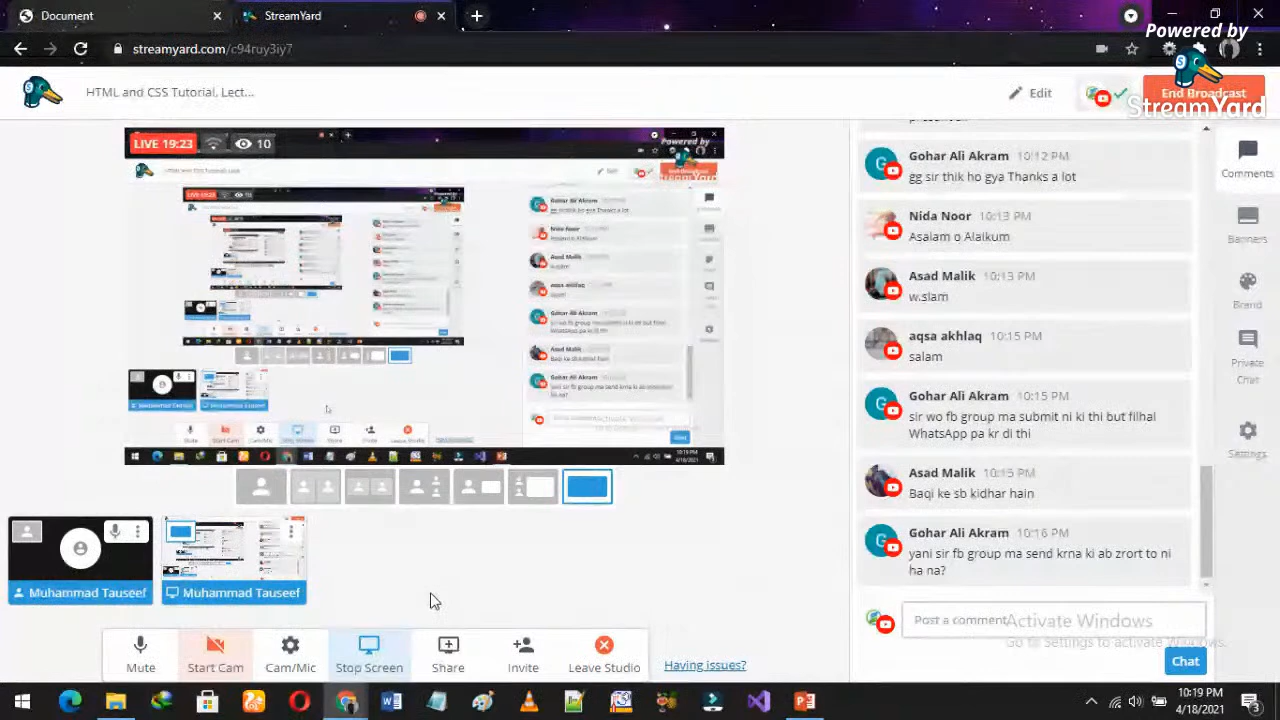 Document
StreamYard
streamyard.com/c94ruy3iy7
Powered by
StreamYard
HTML and CSS Tutorial, Lect...
Edit
End Broadcast
LIVE 19:23
10
Gohar Ali Akram 10:12 PM
gg sir thik ho gya Thanks a lot
Nida Noor 10:13 PM
Asalam o Alaikum
Asad Malik 10:13 PM
w.slam
aqsa akhlaq 10:15 PM
salam
Gohar Ali Akram 10:15 PM
sir wo fb group ma submit ni ki thi but filhal
WhatsApp pa kr di thi
Asad Malik 10:15 PM
Baqi ke sb kidhar hain
Gohar Ali Akram 10:16 PM
yani sir fb group ma send krna ki ab zrort to ni
ha na?
Post a comment
Activate Windows
Go to Settings to activate Windows.
Chat
Comments
Banners
Brand
Private
Chat
Settings
Muhammad Tauseef
Muhammad Tauseef
Mute
Start Cam
Cam/Mic
Stop Screen
Share
Invite
Leave Studio
Having issues?
10:19 PM
4/18/2021
3